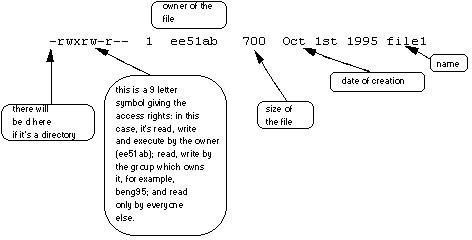 owner of the
file
-rwxrw-r-- 1 ee51ab 700 Oct 1st 1995 file1
name
date of creation
there will
be d here
if it's a directory
this is a 9 letter
symbol giving the
access rights: in this
case, it's read, write
and execute by the owner
(ee51ab); read, write by
the group which owns
it, for example,
beng95; and read
only by everyone
else.
size of
the file